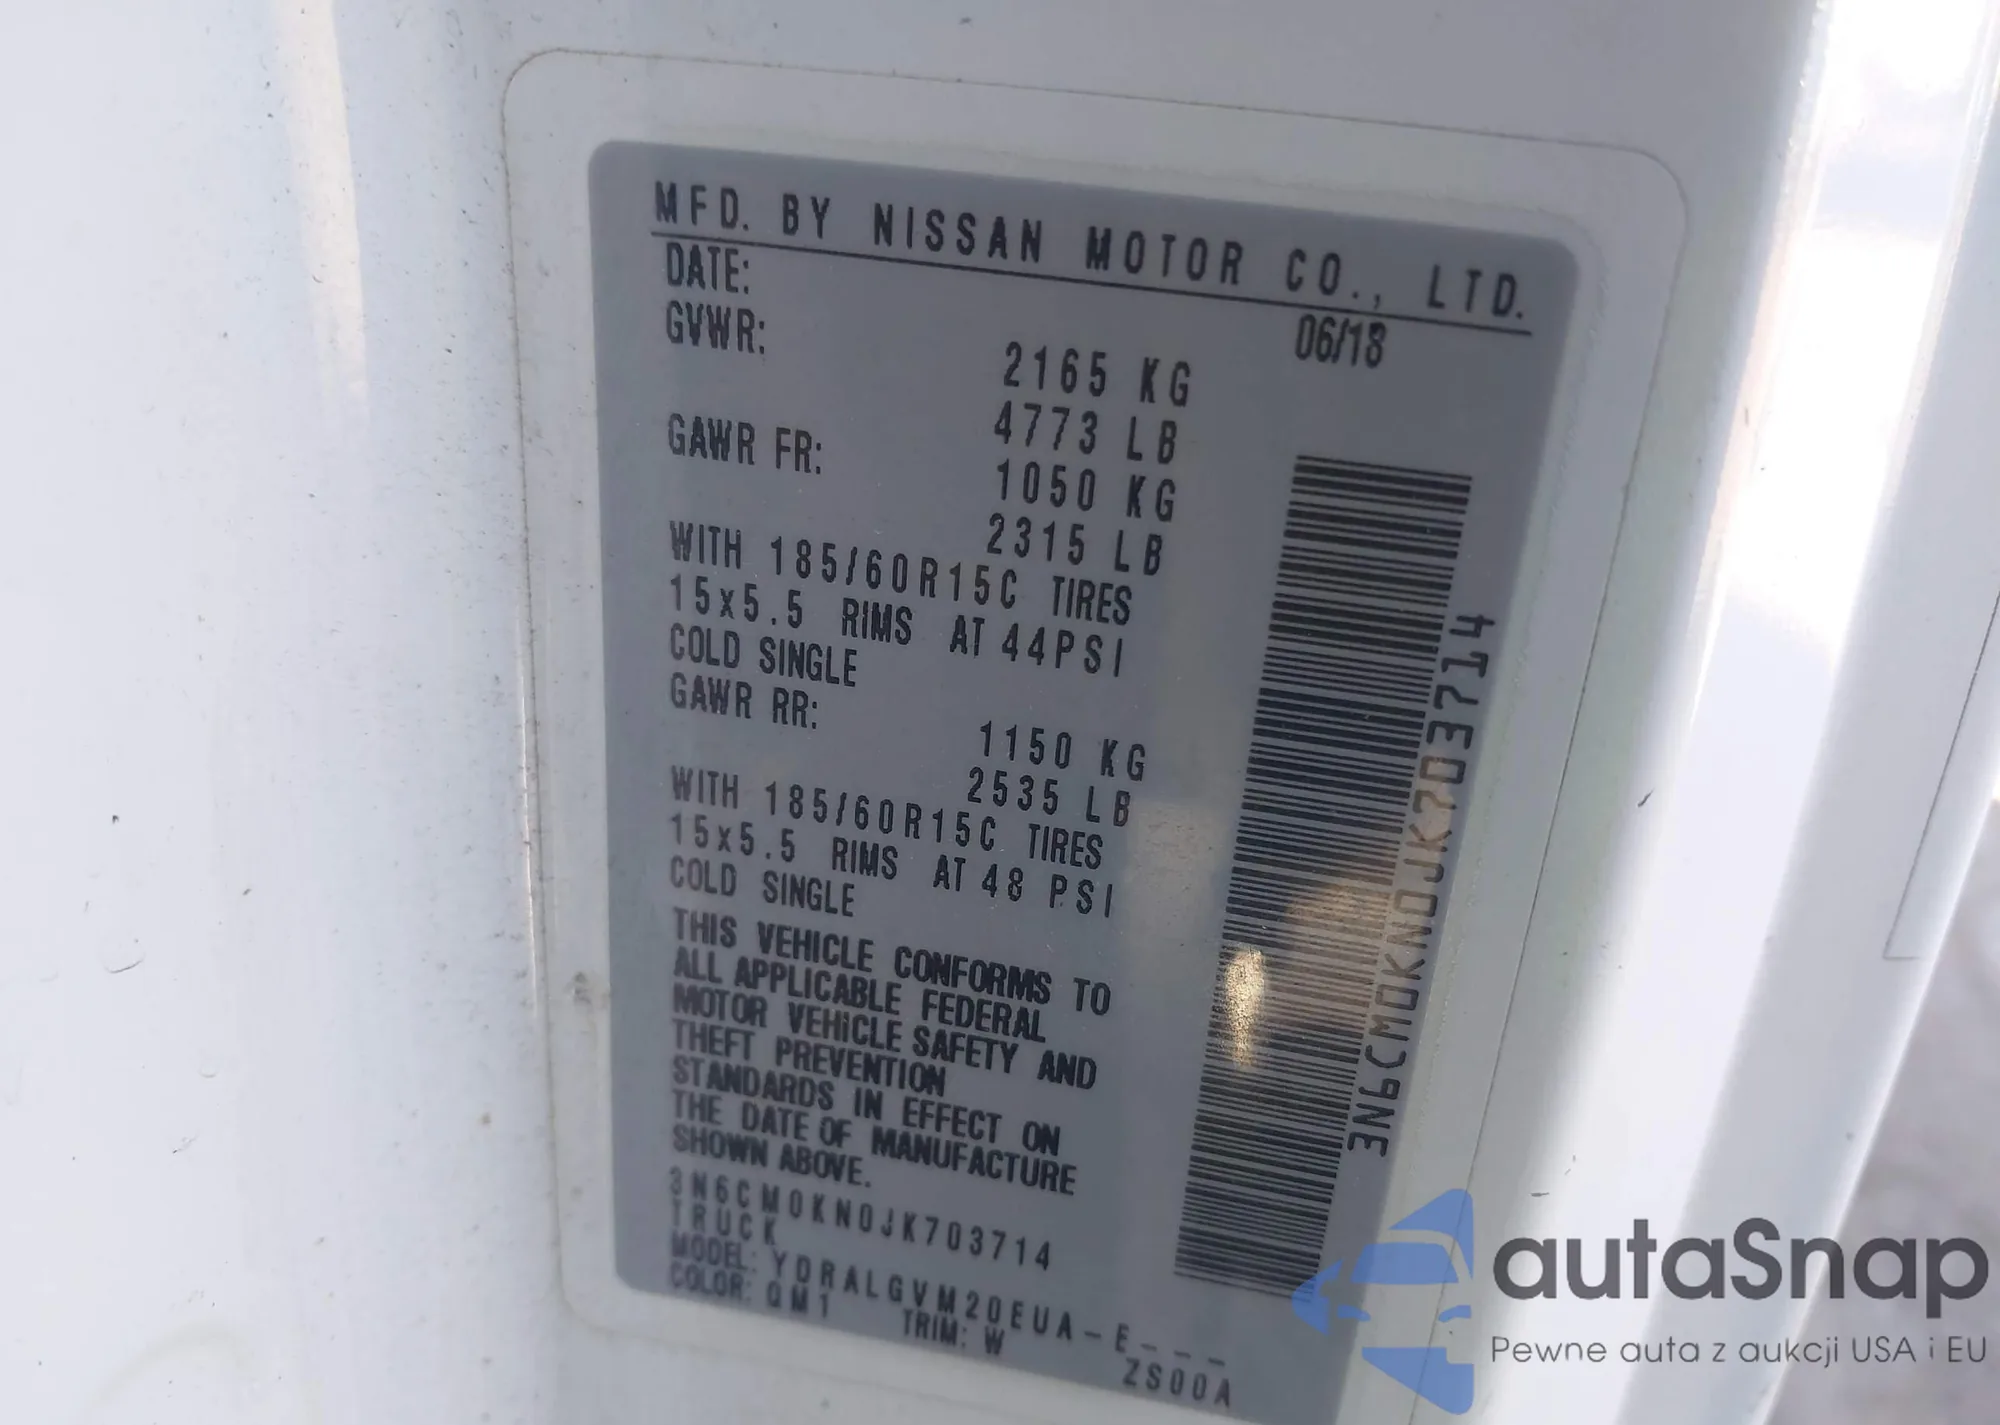 MFD. BY NISSAN MOTOR CO., LTD.
DATE: 06/18
GVWR: 2165 KG
4773 LB
GAWR FR: 1050 KG
2315 LB
WITH 185/60R15C TIRES
15x5.5 RIMS AT 44PSI
COLD SINGLE
GAWR RR: 1150 KG
2535 LB
WITH 185/60R15C TIRES
15x5.5 RIMS AT 48 PSI
COLD SINGLE
THIS VEHICLE CONFORMS TO
ALL APPLICABLE FEDERAL
MOTOR VEHICLE SAFETY AND
THEFT PREVENTION
STANDARDS IN EFFECT ON
THE DATE OF MANUFACTURE
SHOWN ABOVE.
3N6CM0KN0JK703714
TRUCK
MODEL: YDRALGVM20EUA-E---
COLOR: QM1 TRIM: W ZS00A
3N6CM0KN0JK703714
autaSnap
Pewne auta z aukcji USA i EU